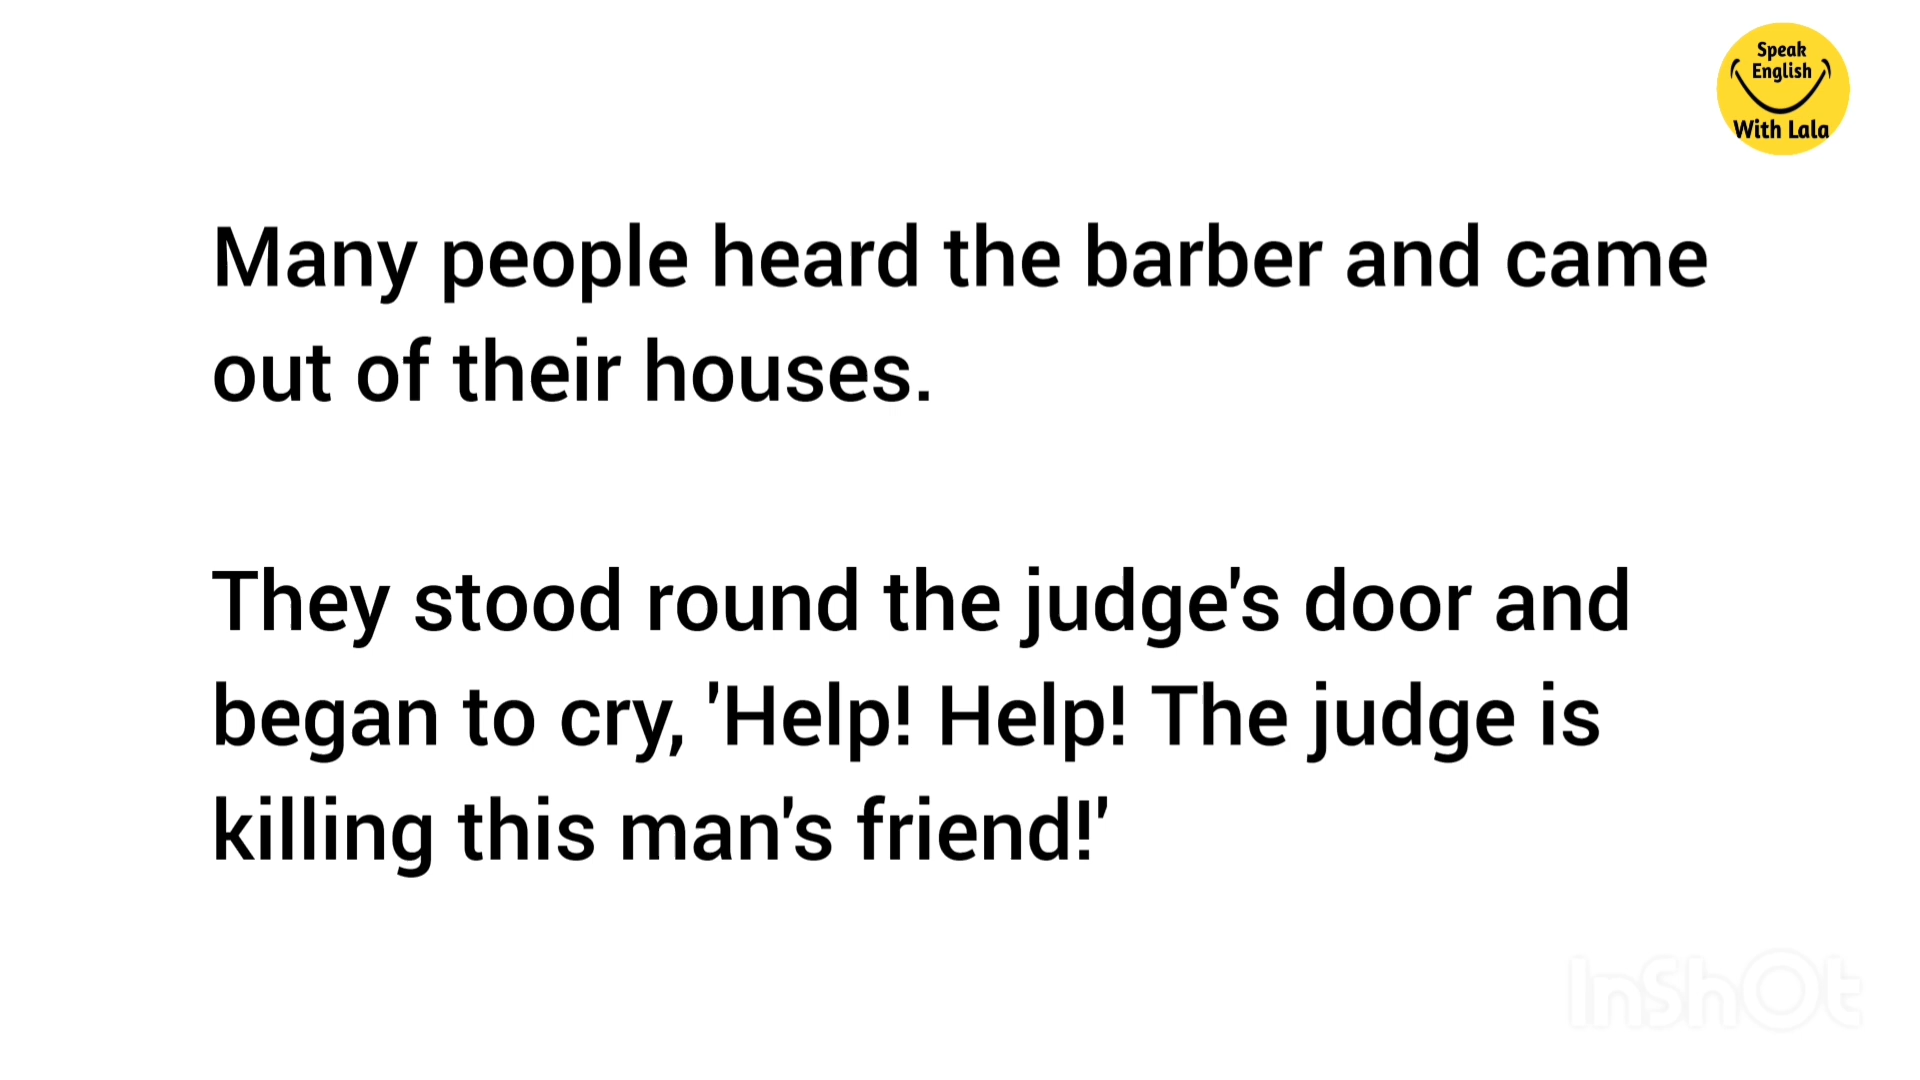 Speak
English
With Lala
Many people heard the barber and came
out of their houses.
They stood round the judge's door and
began to cry, 'Help! Help! The judge is
killing this man's friend!'
InShOt